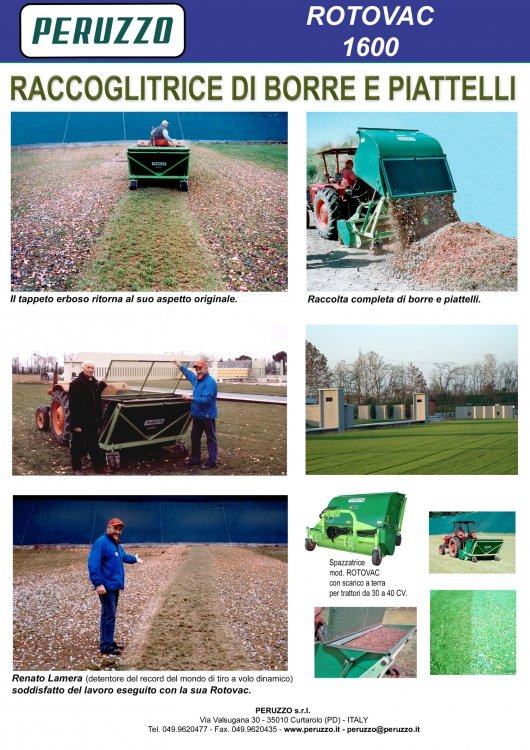 PERUZZO
ROTOVAC
1600
RACCOGLITRICE DI BORRE E PIATTELLI
Il tappeto erboso ritorna al suo aspetto originale.
Raccolta completa di borre e piattelli.
PERUZZO
Spazzatrice
mod. ROTOVAC
con scarico a terra
per trattori da 30 a 40 CV.
Renato Lamera (detentore del record del mondo di tiro a volo dinamico)
soddisfatto del lavoro eseguito con la sua Rotovac.
PERUZZO s.r.l.
Via Valsugana 30 - 35010 Curtarolo (PD) - ITALY
Tel. 049.9620477 - Fax. 049.9620435 - www.peruzzo.it - peruzzo@peruzzo.it